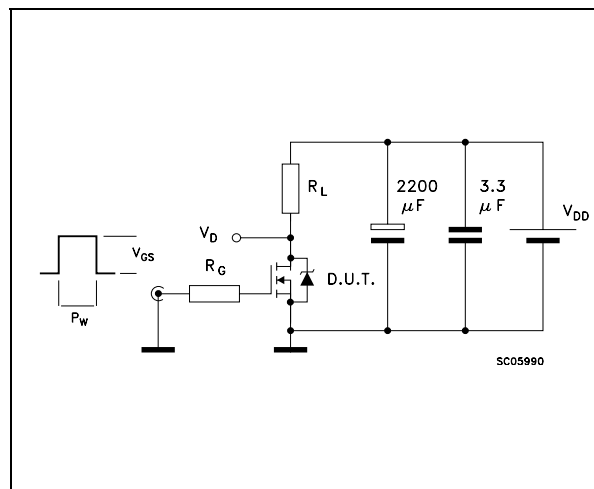 R_L
2200
µF
3.3
µF
V_DD
V_D
V_GS
R_G
D.U.T.
P_W
SC05990